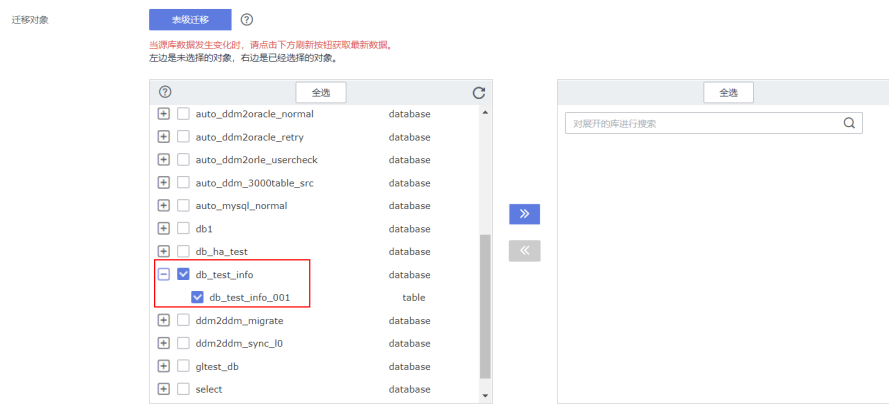 迁移对象
表级迁移
当源库数据发生变化时，请点击下方刷新按钮获取最新数据。
左边是未选择的对象，右边是已经选择的对象。
全选
auto_ddm2oracle_normal database
auto_ddm2oracle_retry database
auto_ddm2orle_usercheck database
auto_ddm_3000table_src database
auto_mysql_normal database
db1 database
db_ha_test database
db_test_info database
db_test_info_001 table
ddm2ddm_migrate database
ddm2ddm_sync_l0 database
gltest_db database
select database
全选
对展开的库进行搜索